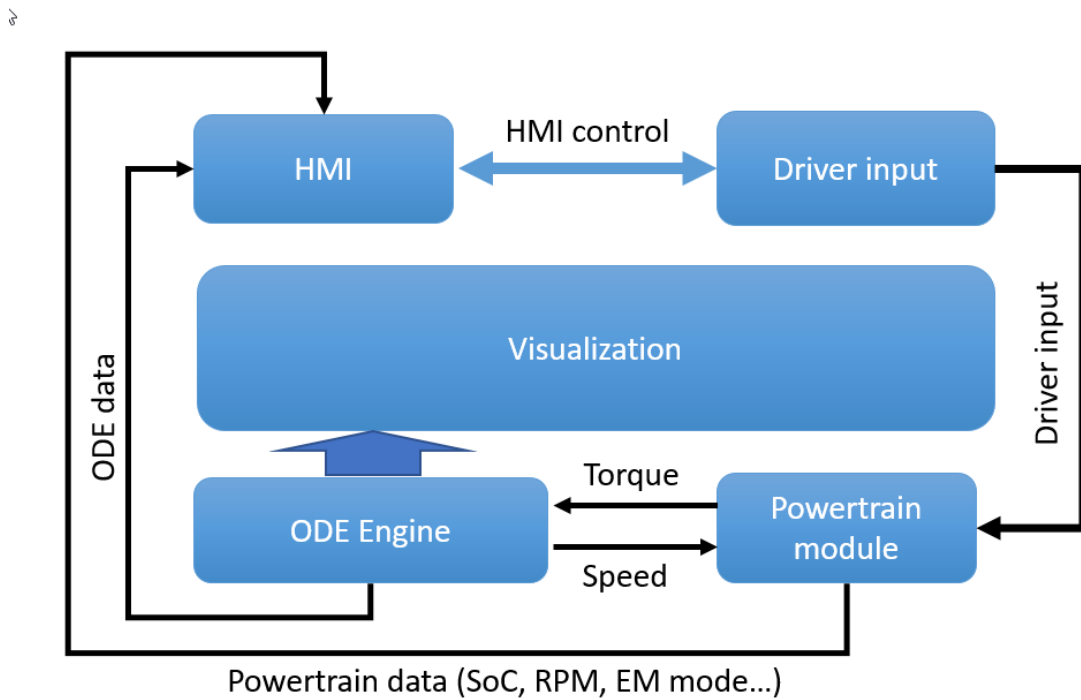 HMI control
HMI
Driver input
Visualization
ODE data
Driver input
Torque
ODE Engine
Powertrain
module
Speed
Powertrain data (SoC, RPM, EM mode...)